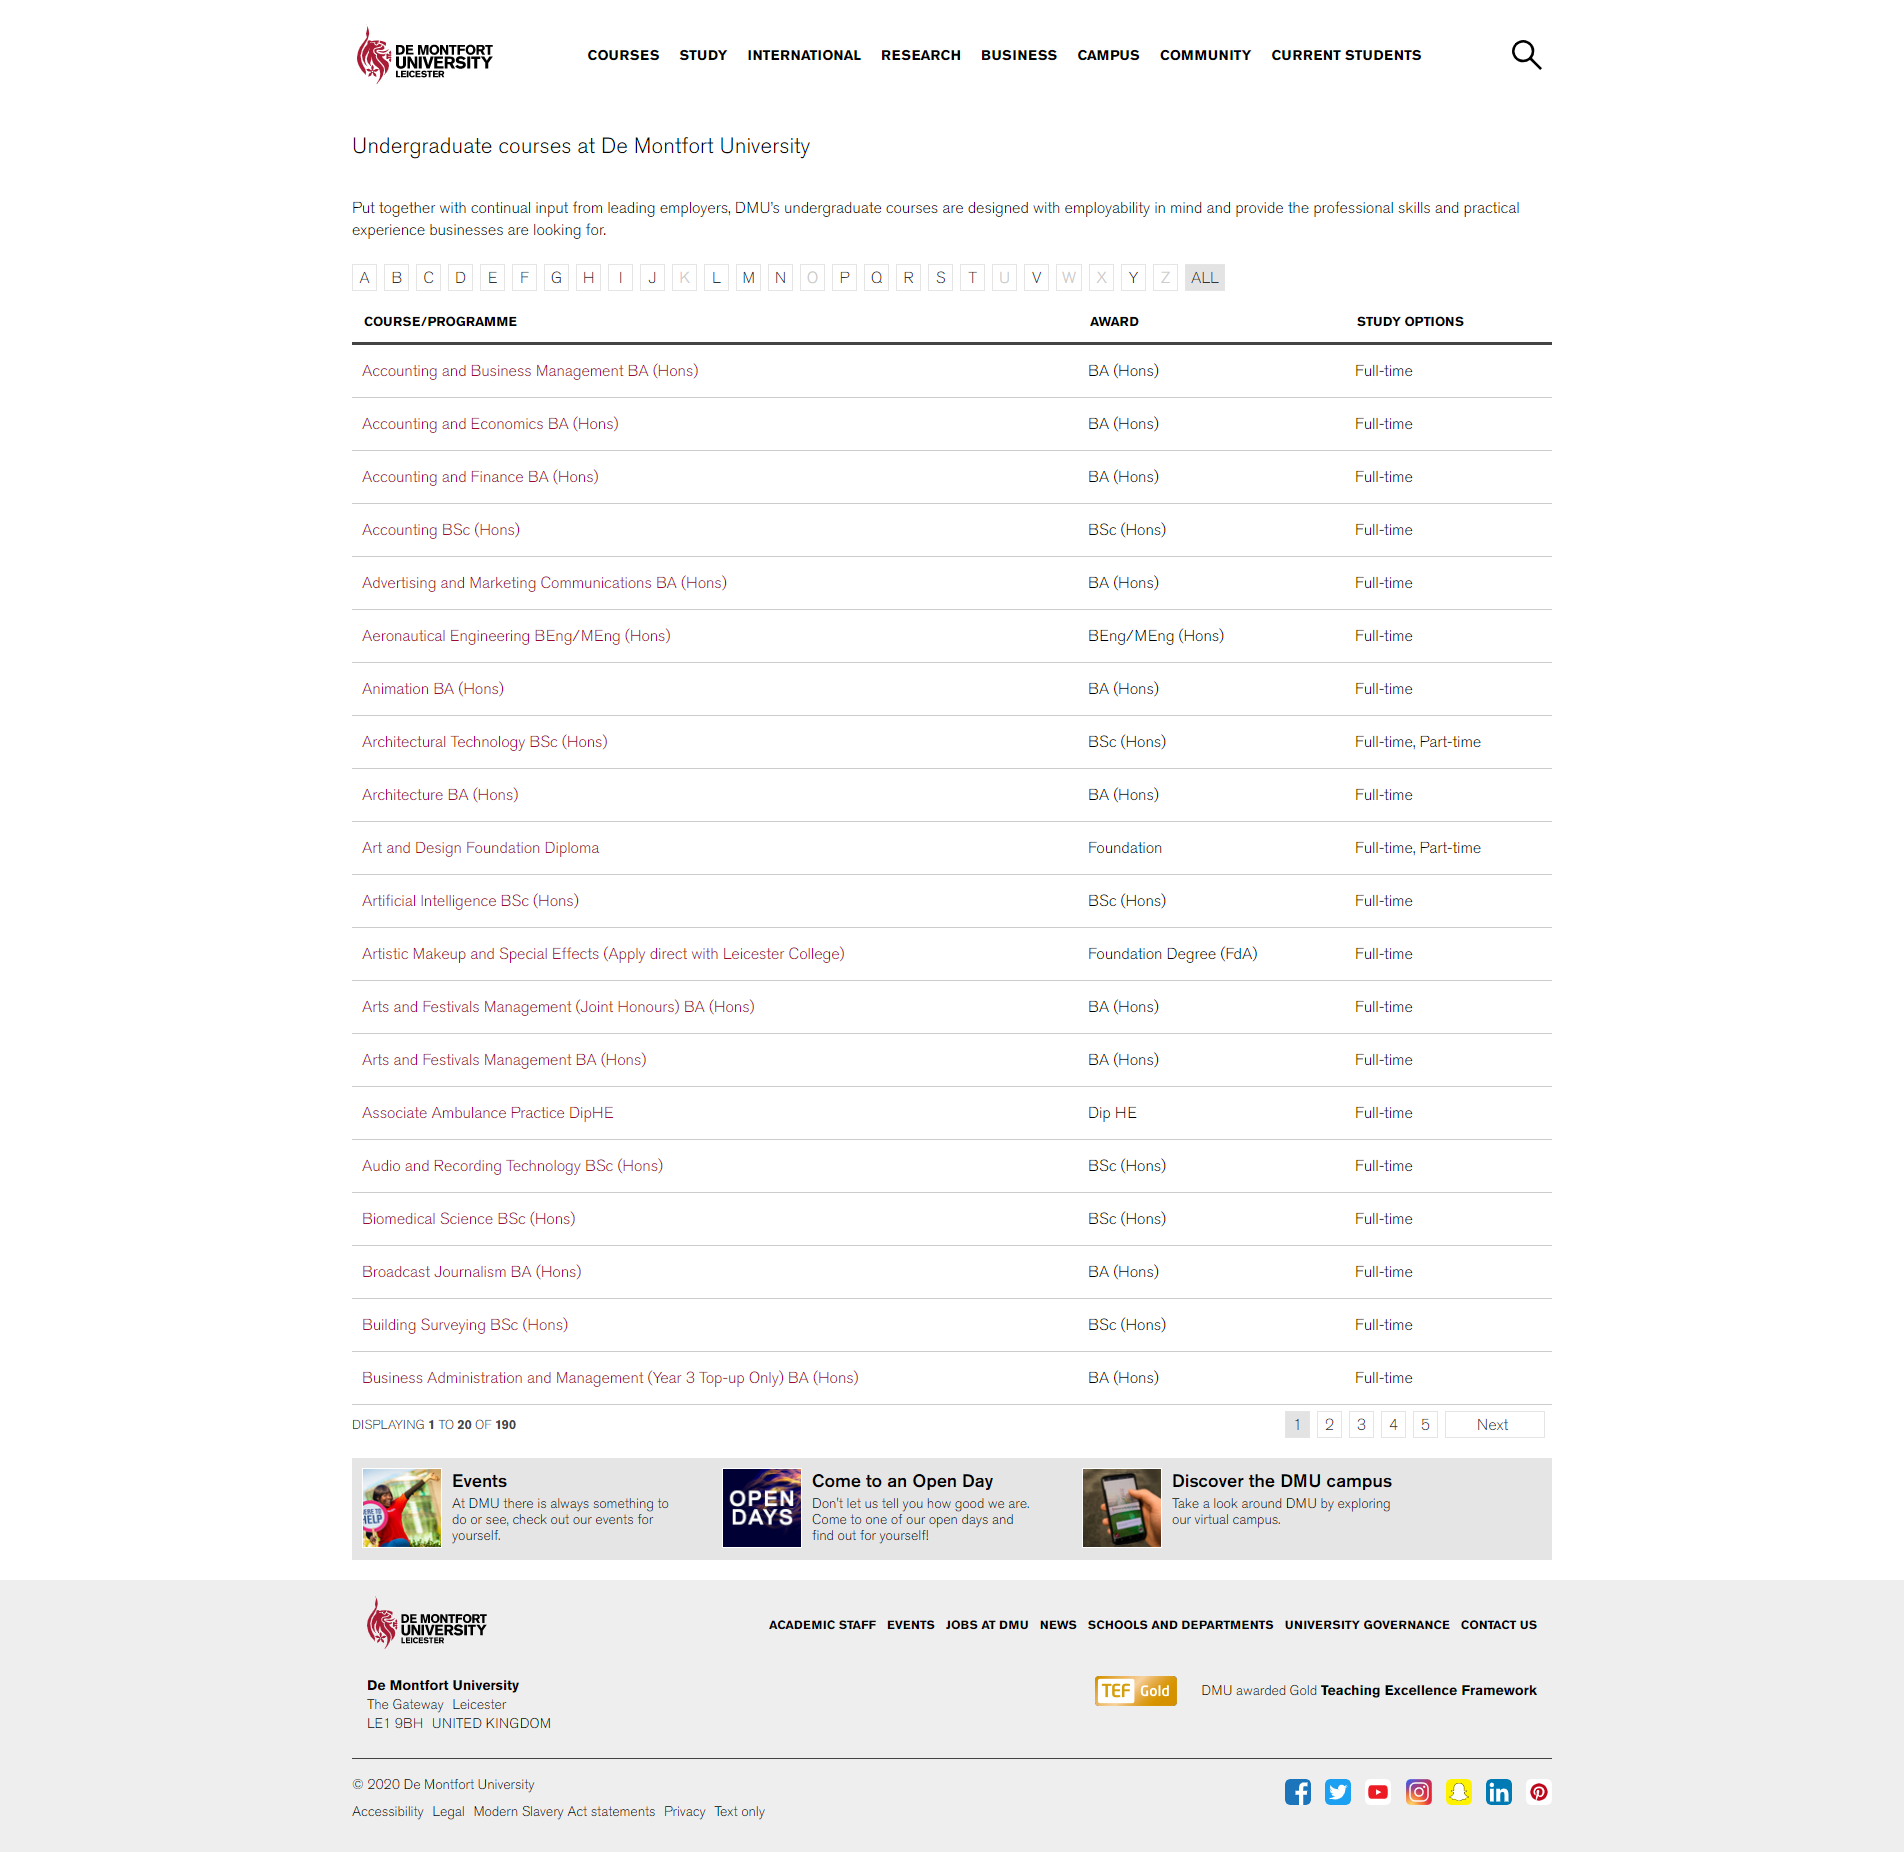 DE MONTFORT
UNIVERSITY
LEICESTER
COURSES STUDY INTERNATIONAL RESEARCH BUSINESS CAMPUS COMMUNITY CURRENT STUDENTS
Undergraduate courses at De Montfort University
Put together with continual input from leading employers, DMU's undergraduate courses are designed with employability in mind and provide the professional skills and practical
experience businesses are looking for.
A B C D E F G H I J K L M N O P Q R S T U V W X Y Z ALL
COURSE/PROGRAMME AWARD STUDY OPTIONS
Accounting and Business Management BA (Hons) BA (Hons) Full-time
Accounting and Economics BA (Hons) BA (Hons) Full-time
Accounting and Finance BA (Hons) BA (Hons) Full-time
Accounting BSc (Hons) BSc (Hons) Full-time
Advertising and Marketing Communications BA (Hons) BA (Hons) Full-time
Aeronautical Engineering BEng/MEng (Hons) BEng/MEng (Hons) Full-time
Animation BA (Hons) BA (Hons) Full-time
Architectural Technology BSc (Hons) BSc (Hons) Full-time, Part-time
Architecture BA (Hons) BA (Hons) Full-time
Art and Design Foundation Diploma Foundation Full-time, Part-time
Artificial Intelligence BSc (Hons) BSc (Hons) Full-time
Artistic Makeup and Special Effects (Apply direct with Leicester College) Foundation Degree (FdA) Full-time
Arts and Festivals Management (Joint Honours) BA (Hons) BA (Hons) Full-time
Arts and Festivals Management BA (Hons) BA (Hons) Full-time
Associate Ambulance Practice DipHE Dip HE Full-time
Audio and Recording Technology BSc (Hons) BSc (Hons) Full-time
Biomedical Science BSc (Hons) BSc (Hons) Full-time
Broadcast Journalism BA (Hons) BA (Hons) Full-time
Building Surveying BSc (Hons) BSc (Hons) Full-time
Business Administration and Management (Year 3 Top-up Only) BA (Hons) BA (Hons) Full-time
DISPLAYING 1 TO 20 OF 190 1 2 3 4 5 Next
HELP
Events
At DMU there is always something to
do or see, check out our events for
yourself.
OPEN
DAYS
Come to an Open Day
Don't let us tell you how good we are.
Come to one of our open days and
find out for yourself!
Discover the DMU campus
Take a look around DMU by exploring
our virtual campus.
DE MONTFORT
UNIVERSITY
LEICESTER
ACADEMIC STAFF EVENTS JOBS AT DMU NEWS SCHOOLS AND DEPARTMENTS UNIVERSITY GOVERNANCE CONTACT US
De Montfort University
The Gateway Leicester
LE1 9BH UNITED KINGDOM
TEF Gold DMU awarded Gold Teaching Excellence Framework
© 2020 De Montfort University
Accessibility Legal Modern Slavery Act statements Privacy Text only